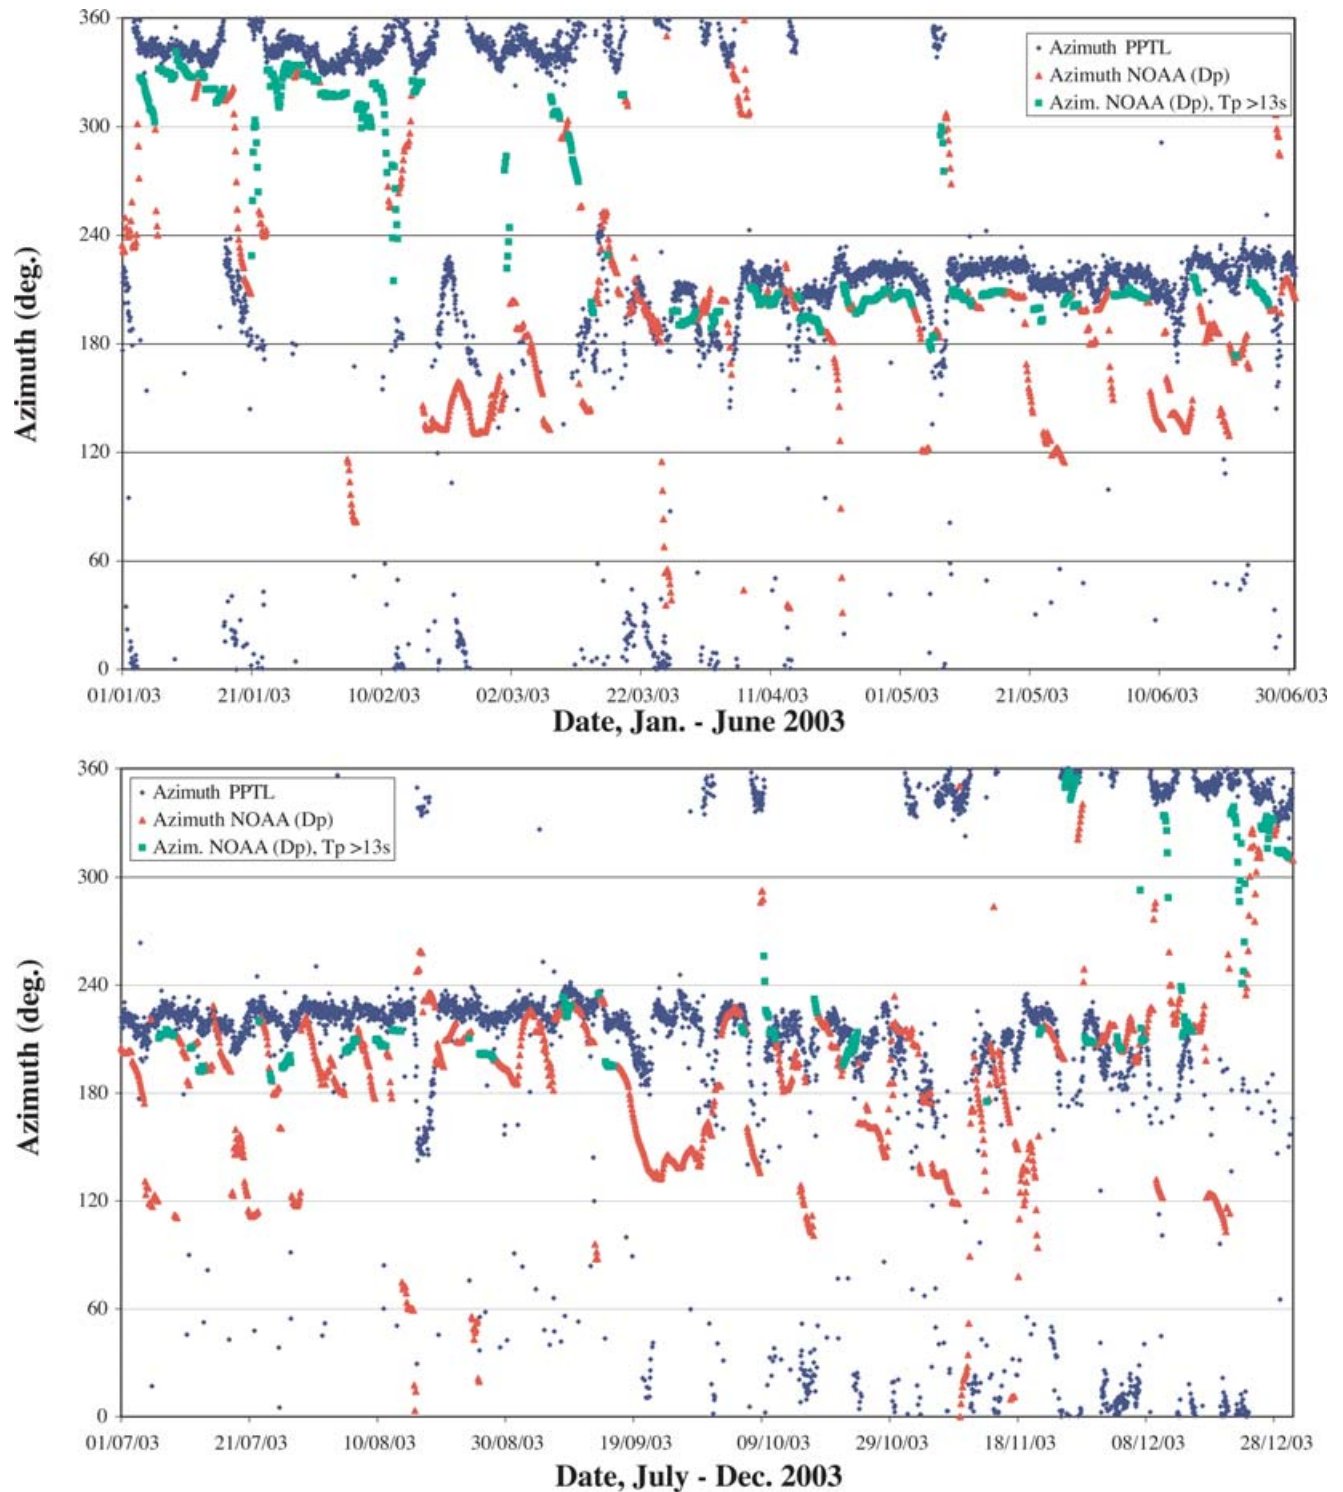 360
300
240
180
120
60
0
Azimuth (deg.)
Azimuth PPTL
Azimuth NOAA (Dp)
Azim. NOAA (Dp), Tp >13s
01/01/03 21/01/03 10/02/03 02/03/03 22/03/03 11/04/03 01/05/03 21/05/03 10/06/03 30/06/03
Date, Jan. - June 2003
360
300
240
180
120
60
0
Azimuth (deg.)
Azimuth PPTL
Azimuth NOAA (Dp)
Azim. NOAA (Dp), Tp >13s
01/07/03 21/07/03 10/08/03 30/08/03 19/09/03 09/10/03 29/10/03 18/11/03 08/12/03 28/12/03
Date, July - Dec. 2003